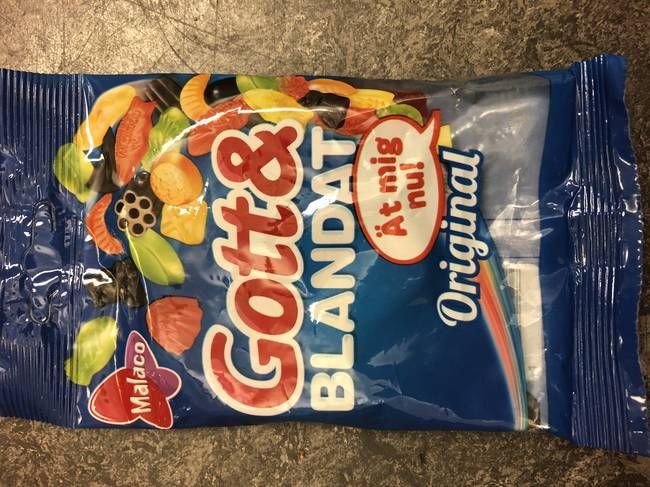 Malaco
Gott&
BLANDAT
Ät mig
nu!
Original